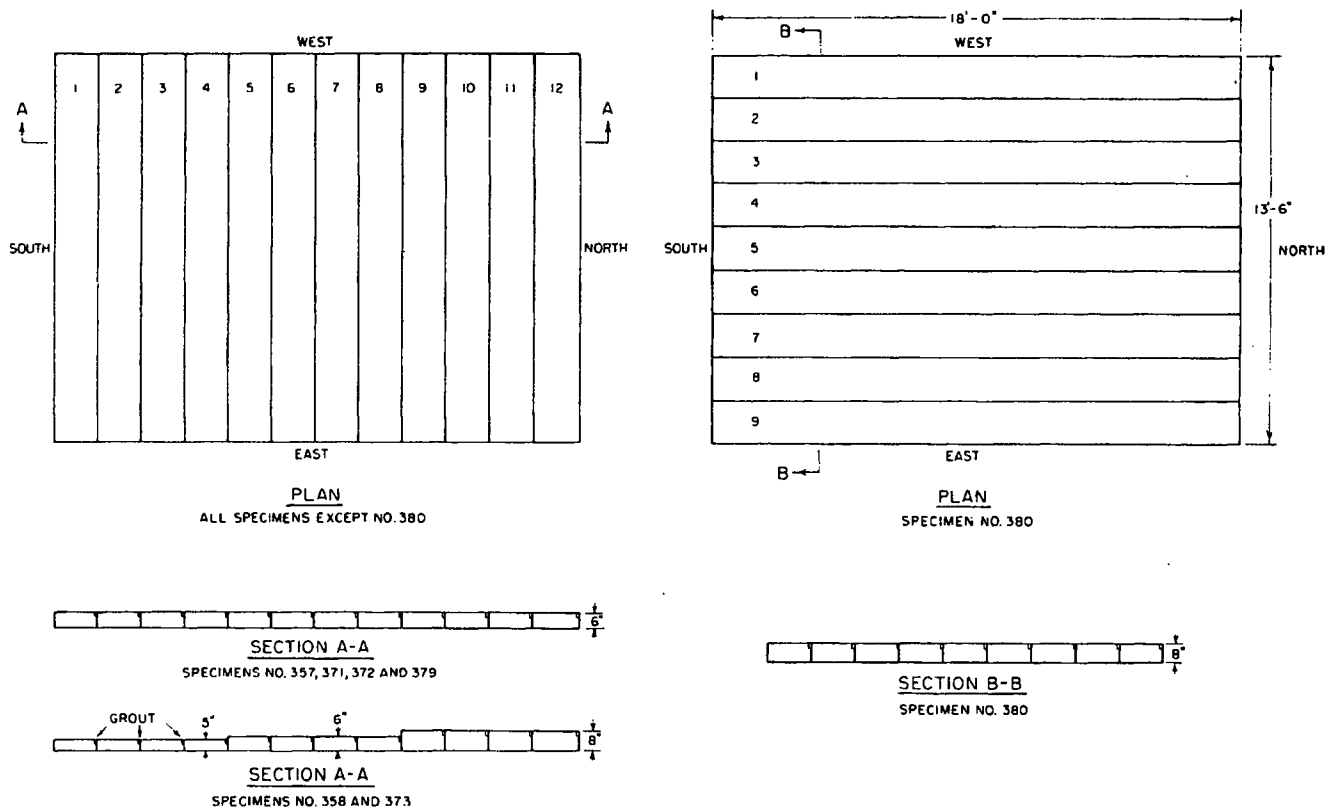 WEST
1 2 3 4 5 6 7 8 9 10 11 12
A A
SOUTH NORTH
EAST
PLAN
ALL SPECIMENS EXCEPT NO. 380
18'-0"
B
WEST
1
2
3
4
5
6
7
8
9
SOUTH
13'-6"
NORTH
B
EAST
PLAN
SPECIMEN NO. 380
6"
SECTION A-A
SPECIMENS NO. 357, 371, 372 AND 379
GROUT 5" 6" 8"
SECTION A-A
SPECIMENS NO. 358 AND 373
8"
SECTION B-B
SPECIMEN NO. 380